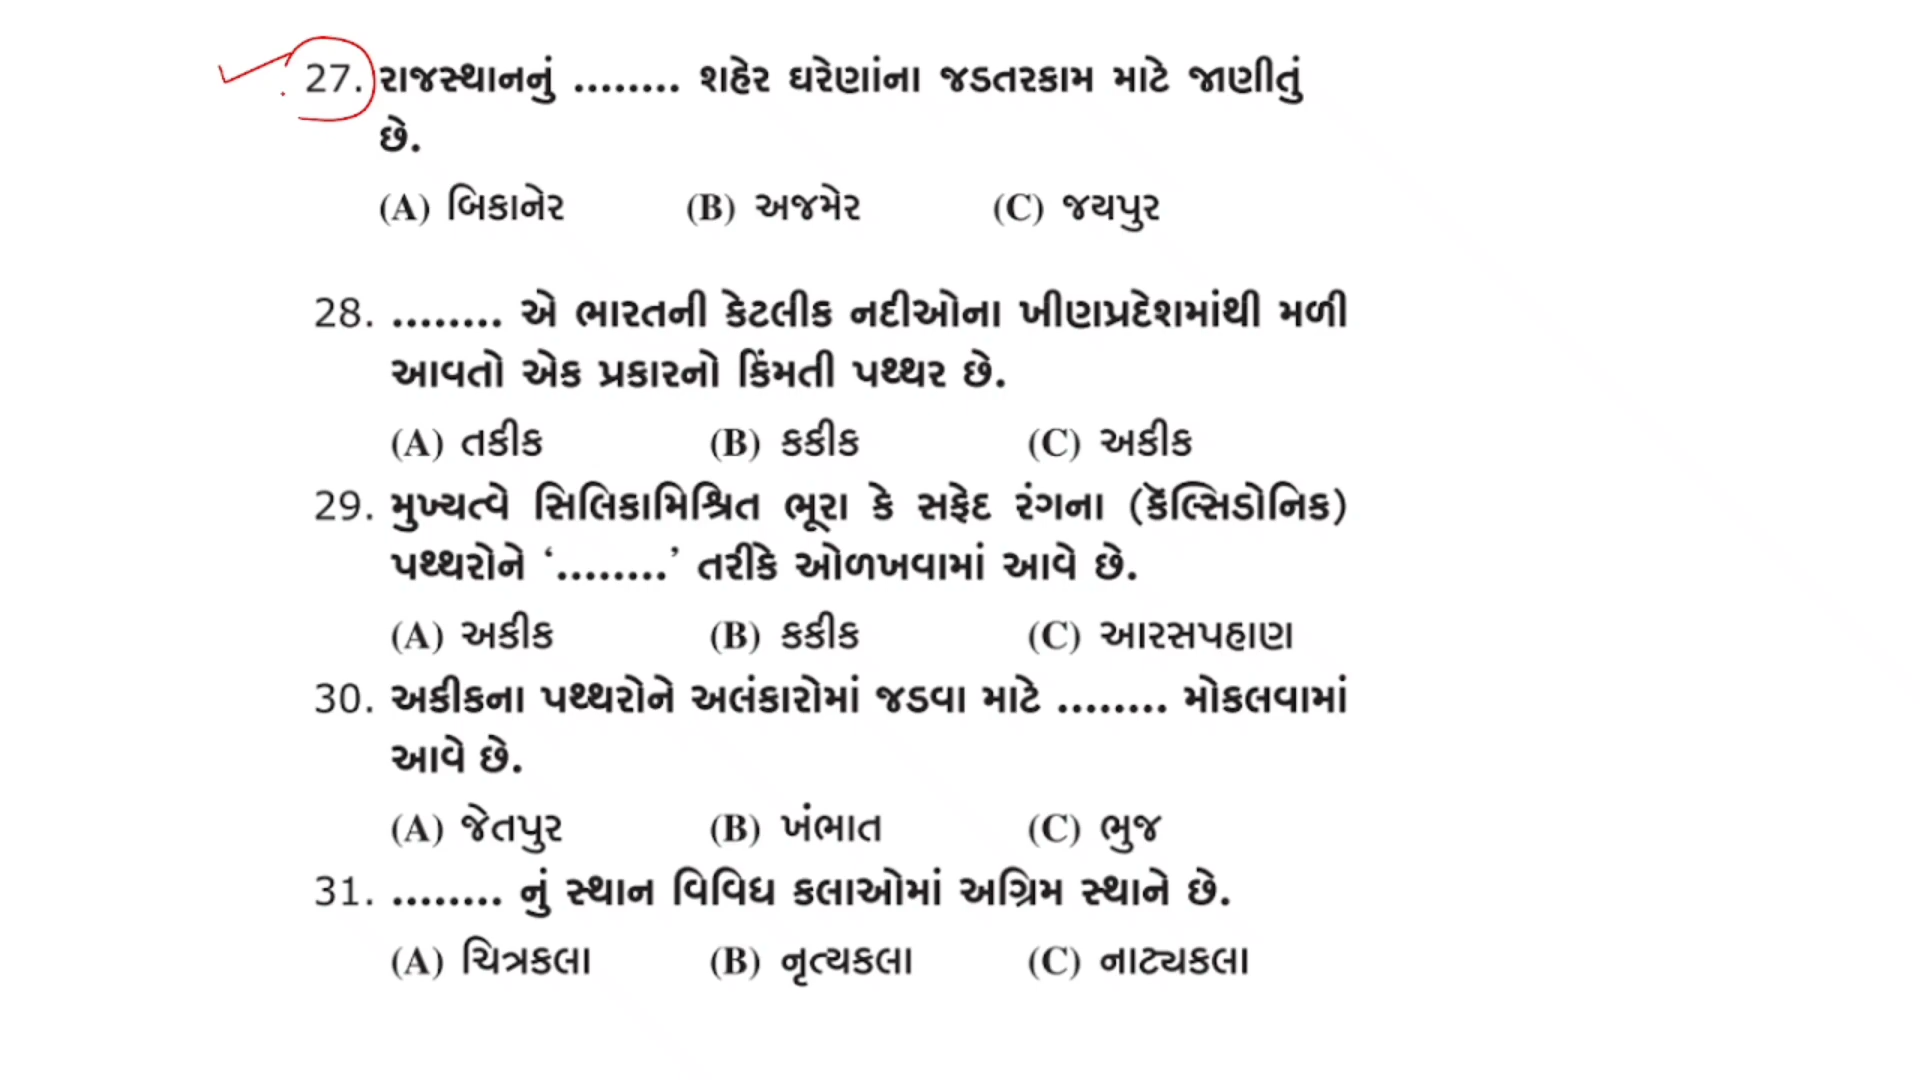 27. રાજસ્થાનનું ........ શહેર ઘરેણાંના જડતરકામ માટે જાણીતું
છે.
(A) બિકાનેર (B) અજમેર (C) જયપુર
28. ........ એ ભારતની કેટલીક નદીઓના ખીણપ્રદેશમાંથી મળી
આવતો એક પ્રકારનો કિંમતી પથ્થર છે.
(A) તકીક (B) કકીક (C) અકીક
29. મુખ્યત્વે સિલિકામિશ્રિત ભૂરા કે સફેદ રંગના (કૅલ્સિડોનિક)
પથ્થરોને ‘........’ તરીકે ઓળખવામાં આવે છે.
(A) અકીક (B) કકીક (C) આરસપહાણ
30. અકીકના પથ્થરોને અલંકારોમાં જડવા માટે ........ મોકલવામાં
આવે છે.
(A) જેતપુર (B) ખંભાત (C) ભુજ
31. ........ નું સ્થાન વિવિધ કલાઓમાં અગ્રિમ સ્થાને છે.
(A) ચિત્રકલા (B) નૃત્યકલા (C) નાટ્યકલા